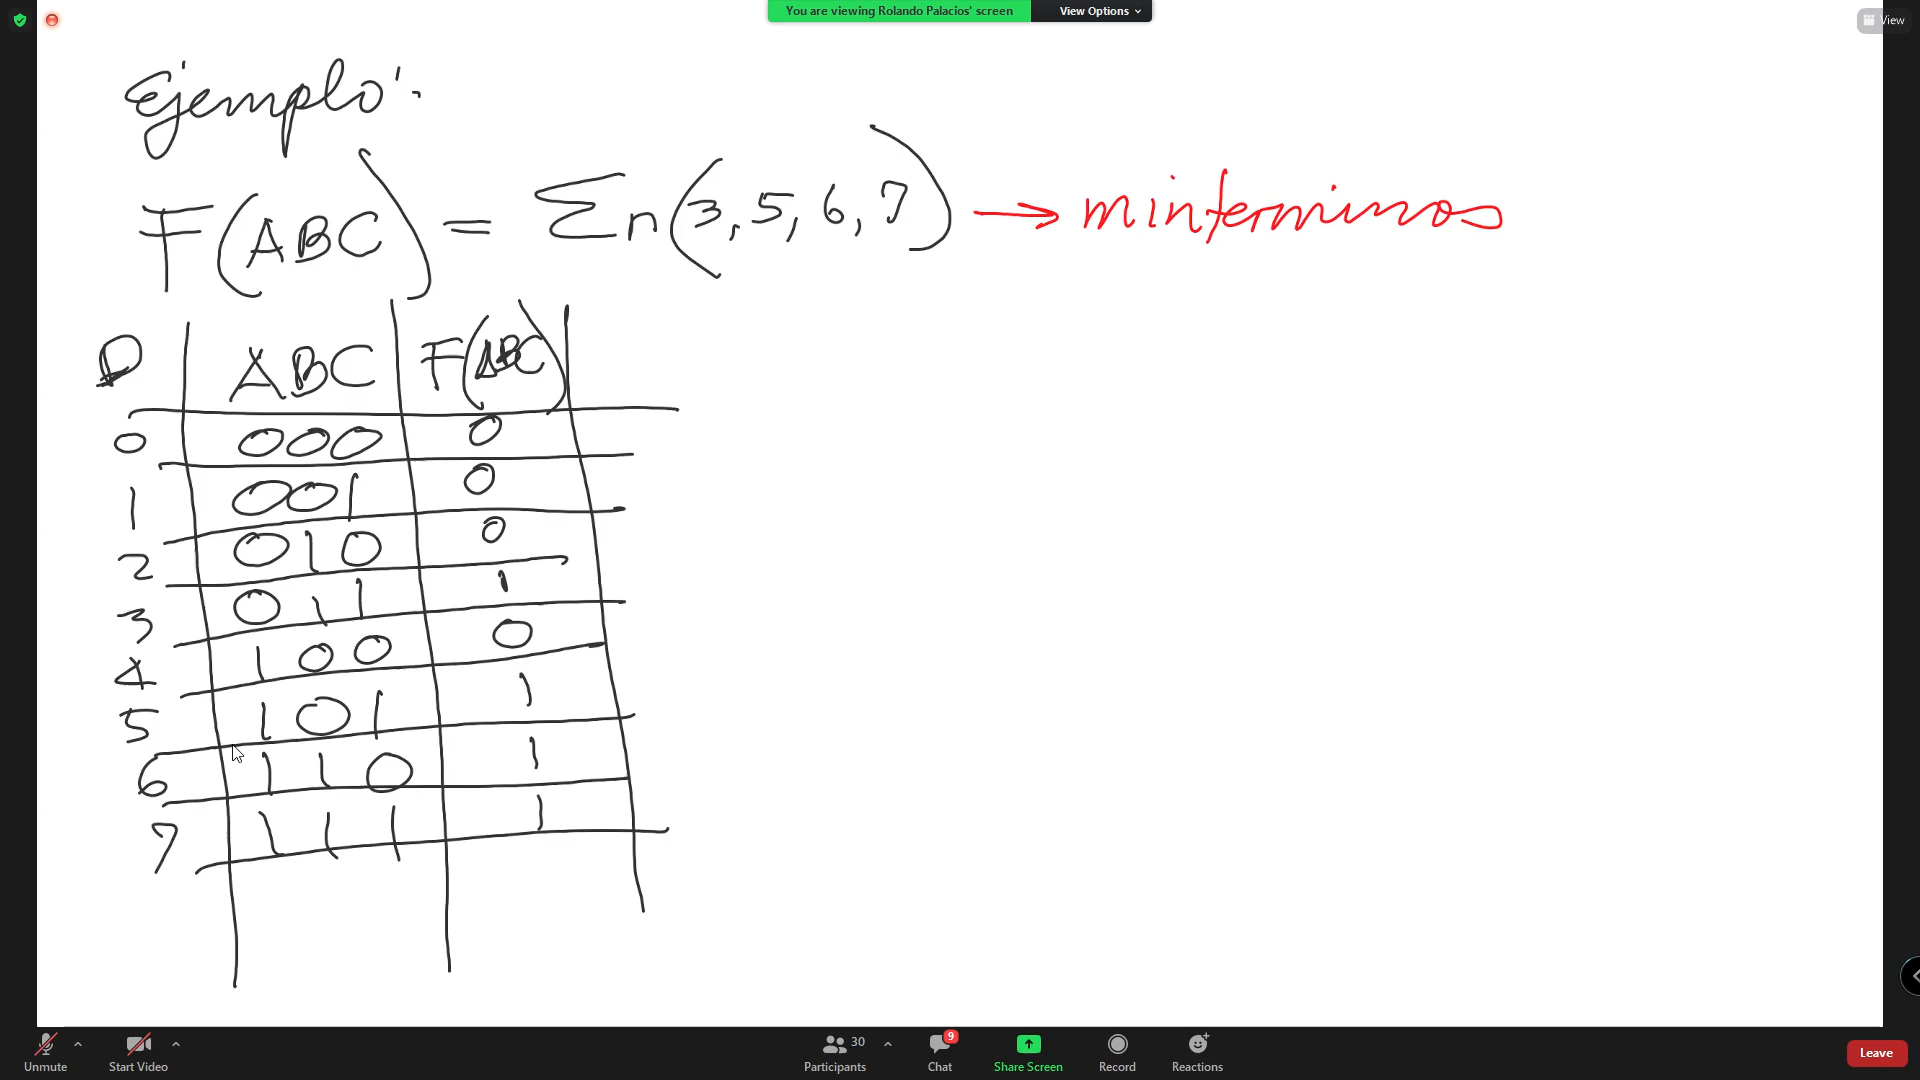 You are viewing Rolando Palacios' screen View Options
View
Ejemplo:
F(ABC) = Σn(3,5,6,7) → minterminos
D ABC F(ABC)
0 000 0
1 001 0
2 010 0
3 011 1
4 100 0
5 101 1
6 110 1
7 111 1
30 9
Unmute Start Video Participants Chat Share Screen Record Reactions Leave